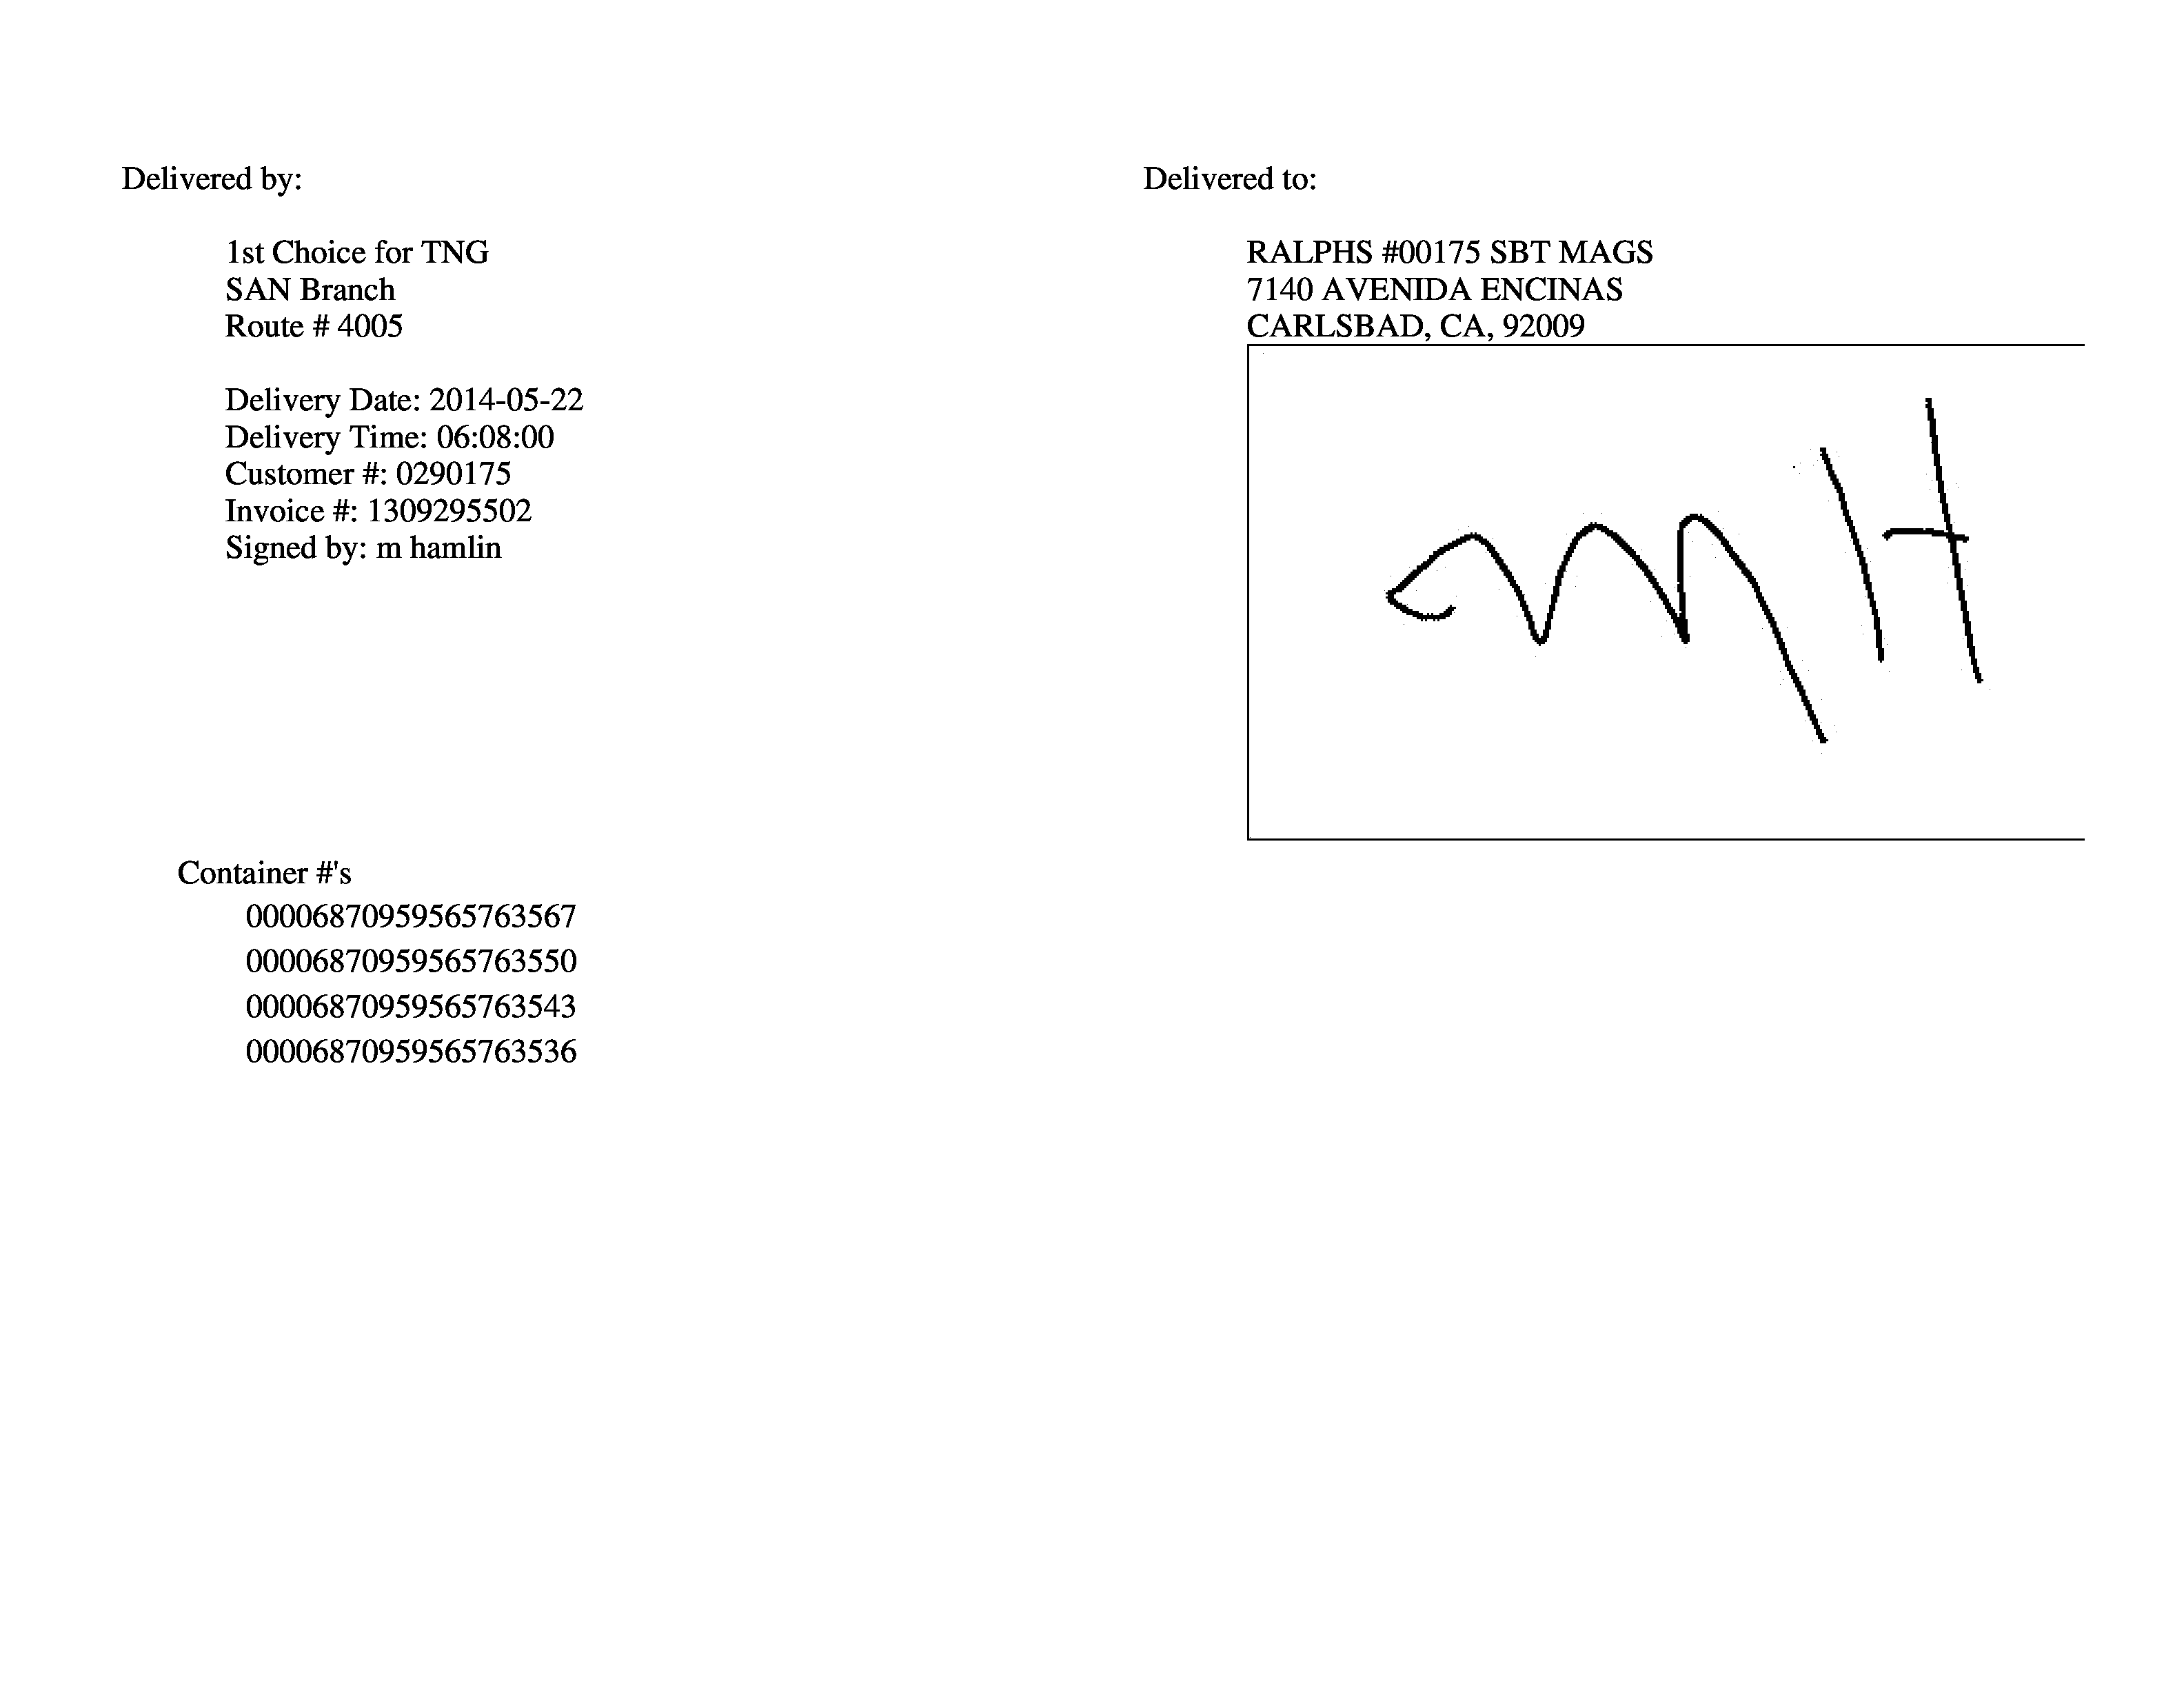 Delivered by:
1st Choice for TNG
SAN Branch
Route # 4005
Delivery Date: 2014-05-22
Delivery Time: 06:08:00
Customer #: 0290175
Invoice #: 1309295502
Signed by: m hamlin
Delivered to:
RALPHS #00175 SBT MAGS
7140 AVENIDA ENCINAS
CARLSBAD, CA, 92009
mH
Container #'s
00006870959565763567
00006870959565763550
00006870959565763543
00006870959565763536